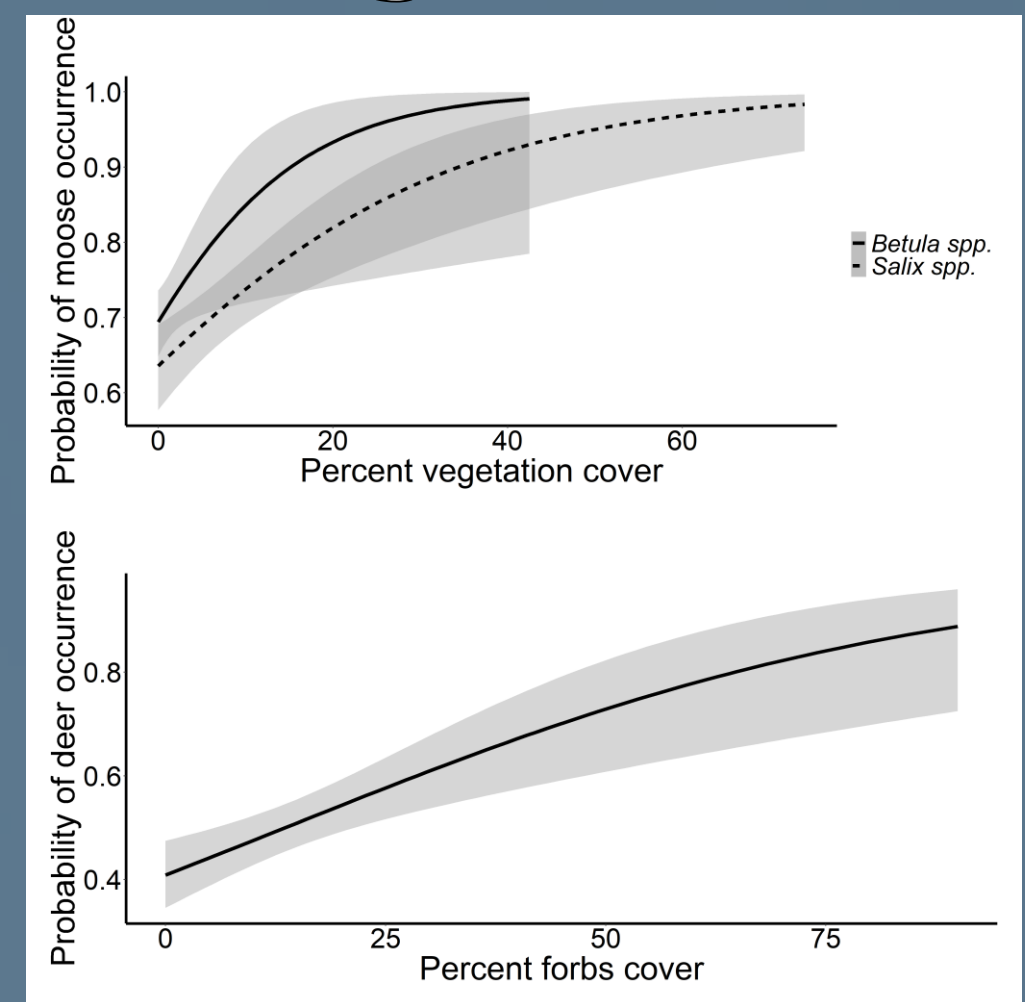 Probability of moose occurrence
1.0
0.9
0.8
0.7
0.6
0 20 40 60
Percent vegetation cover
Betula spp.
Salix spp.
Probability of deer occurrence
0.8
0.6
0.4
0 25 50 75
Percent forbs cover